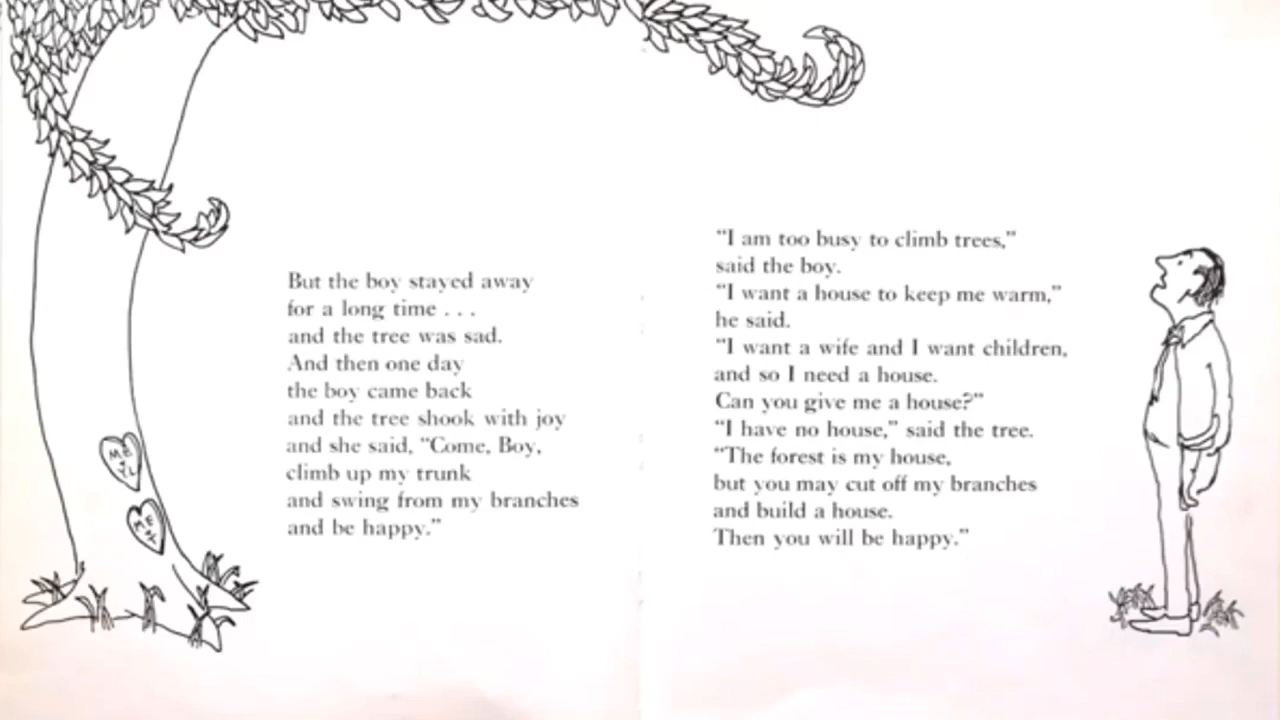 M.E.
+
Y.L.
M.E.
+
T.
But the boy stayed away
for a long time . . .
and the tree was sad.
And then one day
the boy came back
and the tree shook with joy
and she said, “Come, Boy,
climb up my trunk
and swing from my branches
and be happy.”
“I am too busy to climb trees,”
said the boy.
“I want a house to keep me warm,”
he said.
“I want a wife and I want children,
and so I need a house.
Can you give me a house?”
“I have no house,” said the tree.
“The forest is my house,
but you may cut off my branches
and build a house.
Then you will be happy.”